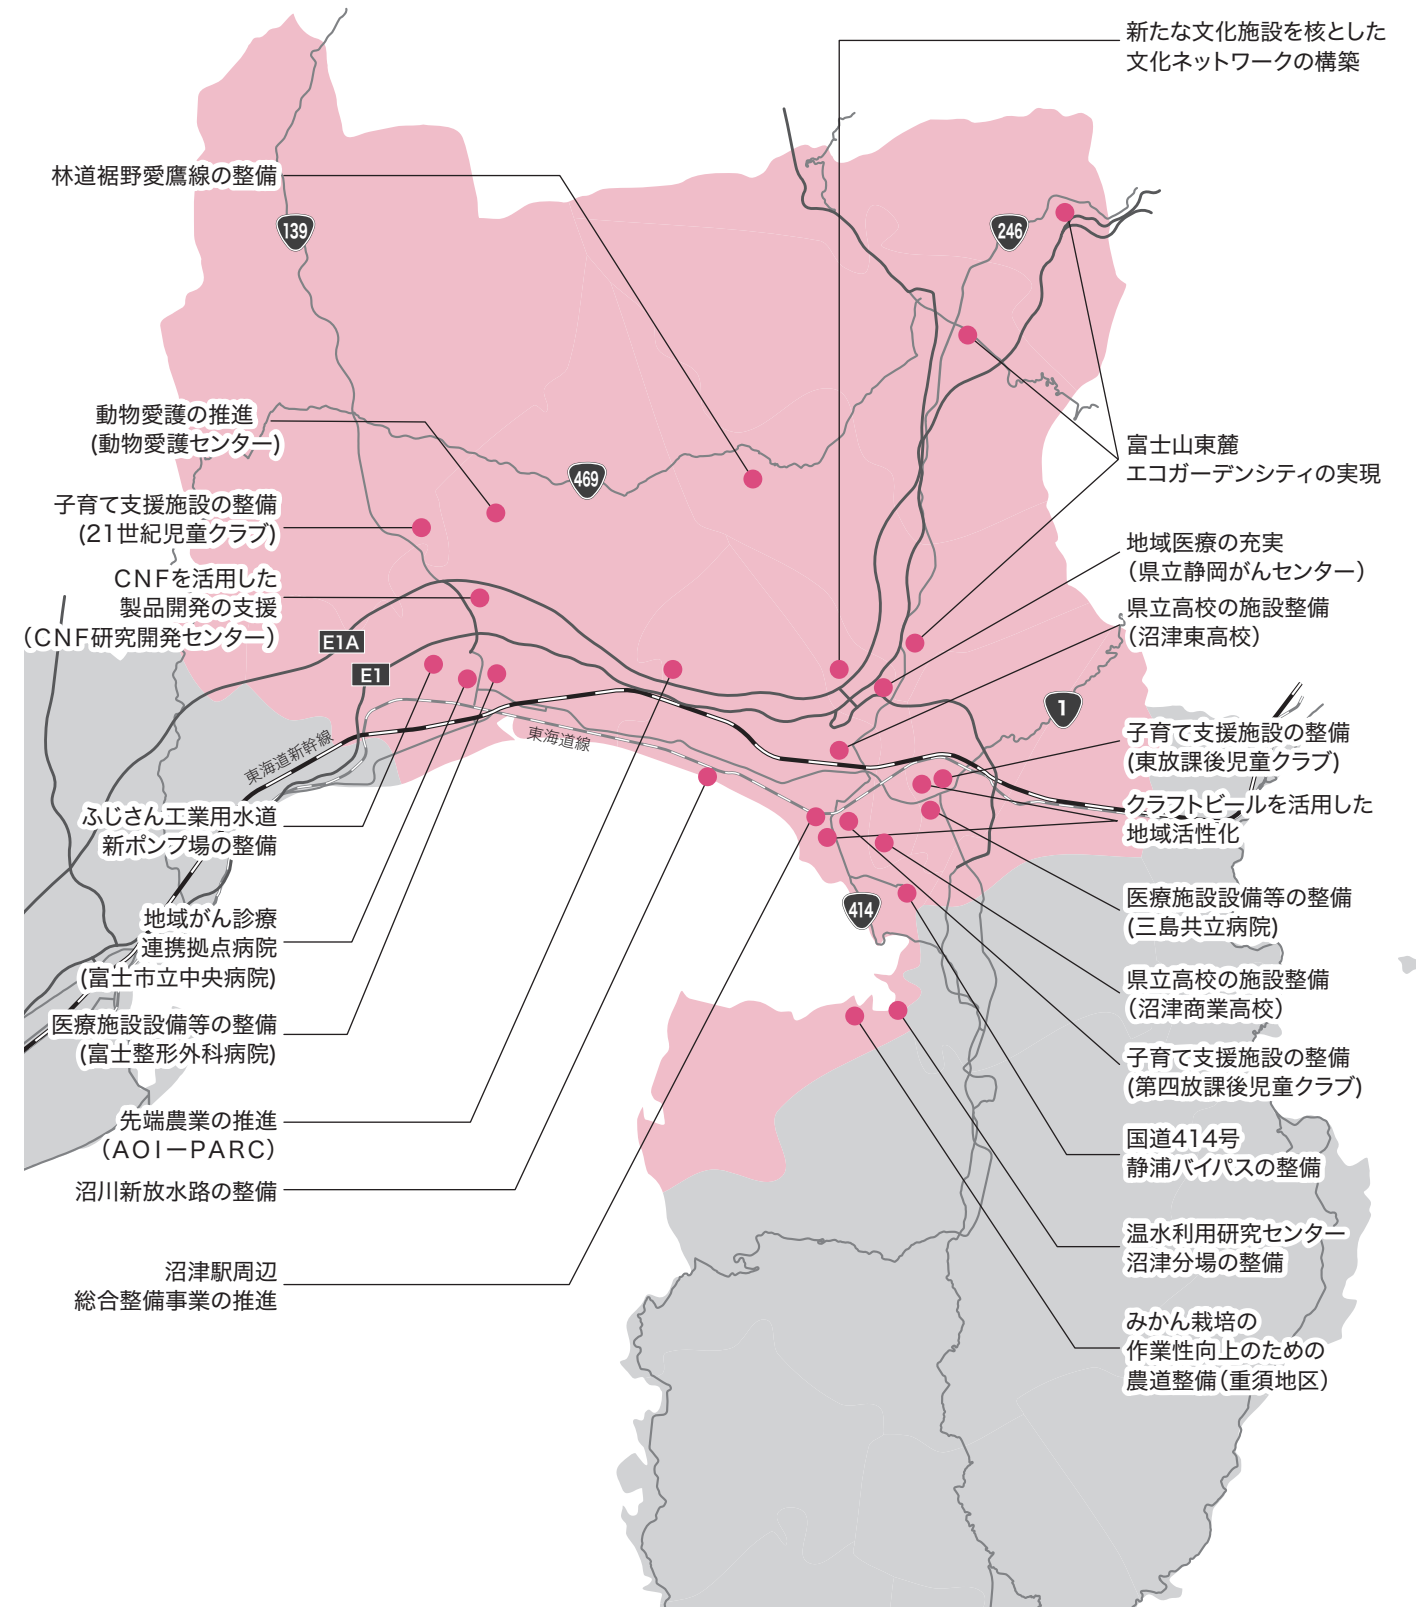 新たな文化施設を核とした
文化ネットワークの構築
林道裾野愛鷹線の整備
139
246
動物愛護の推進
(動物愛護センター)
469
富士山東麓
エコガーデンシティの実現
子育て支援施設の整備
(21世紀児童クラブ)
地域医療の充実
（県立静岡がんセンター）
CNFを活用した
製品開発の支援
（CNF研究開発センター）
県立高校の施設整備
（沼津東高校）
E1A
E1
1
東海道新幹線
東海道線
子育て支援施設の整備
(東放課後児童クラブ)
クラフトビールを活用した
地域活性化
ふじさん工業用水道
新ポンプ場の整備
414
医療施設設備等の整備
(三島共立病院)
地域がん診療
連携拠点病院
(富士市立中央病院)
県立高校の施設整備
（沼津商業高校）
医療施設設備等の整備
(富士整形外科病院)
子育て支援施設の整備
(第四放課後児童クラブ)
先端農業の推進
（AOIーPARC）
国道414号
静浦バイパスの整備
沼川新放水路の整備
温水利用研究センター
沼津分場の整備
沼津駅周辺
総合整備事業の推進
みかん栽培の
作業性向上のための
農道整備（重須地区）